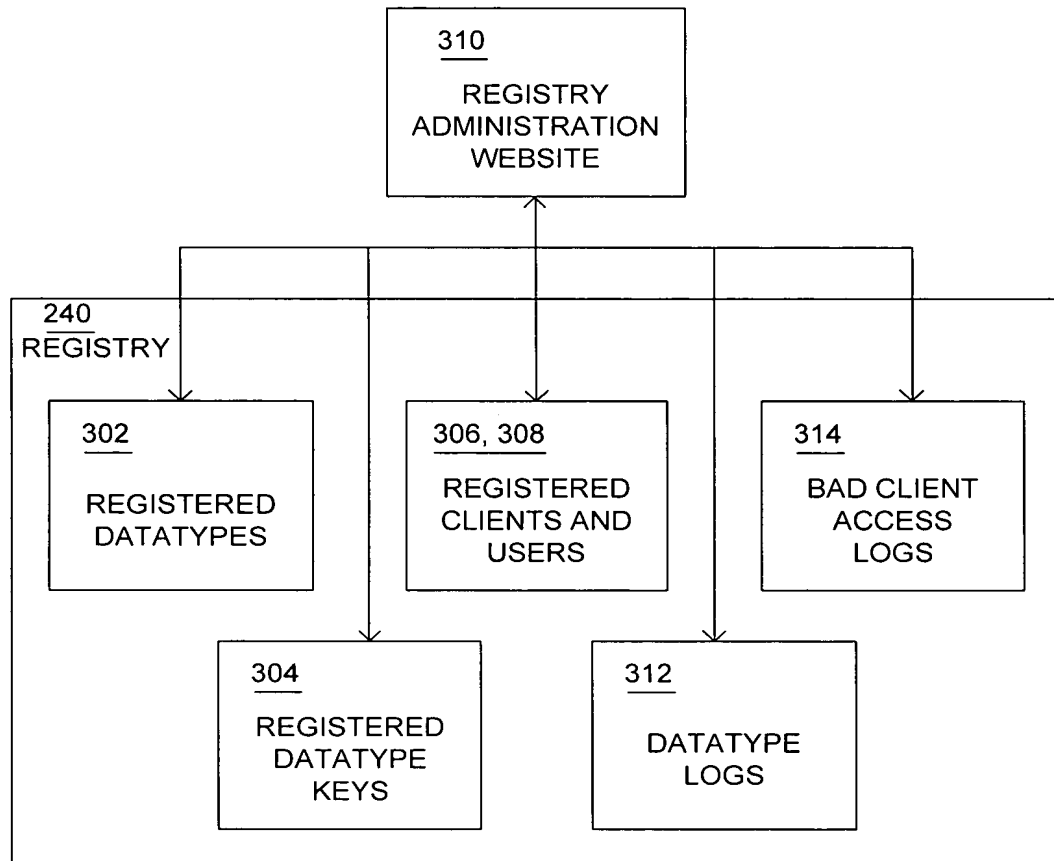 310
REGISTRY
ADMINISTRATION
WEBSITE
240
REGISTRY
302
REGISTERED
DATATYPES
306, 308
REGISTERED
CLIENTS AND
USERS
314
BAD CLIENT
ACCESS
LOGS
304
REGISTERED
DATATYPE
KEYS
312
DATATYPE
LOGS